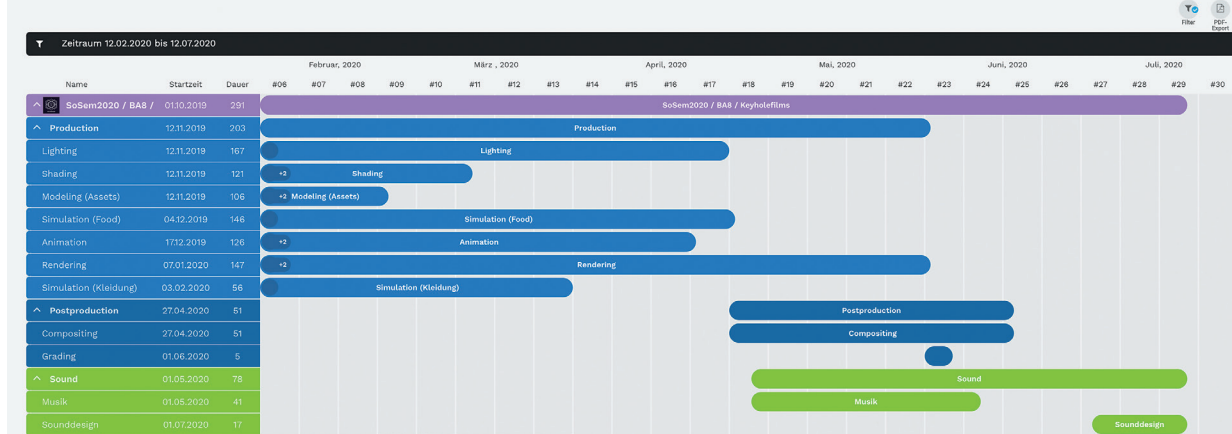 Filter PDF-
Export
Zeitraum 12.02.2020 bis 12.07.2020
Februar, 2020 März , 2020 April, 2020 Mai, 2020 Juni, 2020 Juli, 2020
Name Startzeit Dauer #06 #07 #08 #09 #10 #11 #12 #13 #14 #15 #16 #17 #18 #19 #20 #21 #22 #23 #24 #25 #26 #27 #28 #29 #30
SoSem2020 / BA8 / 01.10.2019 291 SoSem2020 / BA8 / Keyholefilms
Production 12.11.2019 203 Production
Lighting 12.11.2019 167 Lighting
Shading 12.11.2019 121 +2 Shading
Modeling (Assets) 12.11.2019 106 +2 Modeling (Assets)
Simulation (Food) 04.12.2019 146 Simulation (Food)
Animation 17.12.2019 126 +2 Animation
Rendering 07.01.2020 147 +2 Rendering
Simulation (Kleidung) 03.02.2020 56 Simulation (Kleidung)
Postproduction 27.04.2020 51 Postproduction
Compositing 27.04.2020 51 Compositing
Grading 01.06.2020 5
Sound 01.05.2020 78 Sound
Musik 01.05.2020 41 Musik
Sounddesign 01.07.2020 17 Sounddesign